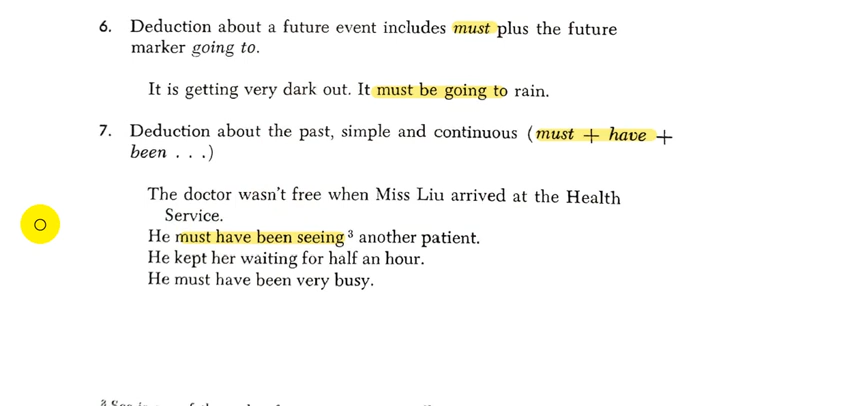 6. Deduction about a future event includes must plus the future
marker going to.
It is getting very dark out. It must be going to rain.
7. Deduction about the past, simple and continuous (must + have +
been . . .)
The doctor wasn't free when Miss Liu arrived at the Health
Service.
He must have been seeing ³ another patient.
He kept her waiting for half an hour.
He must have been very busy.